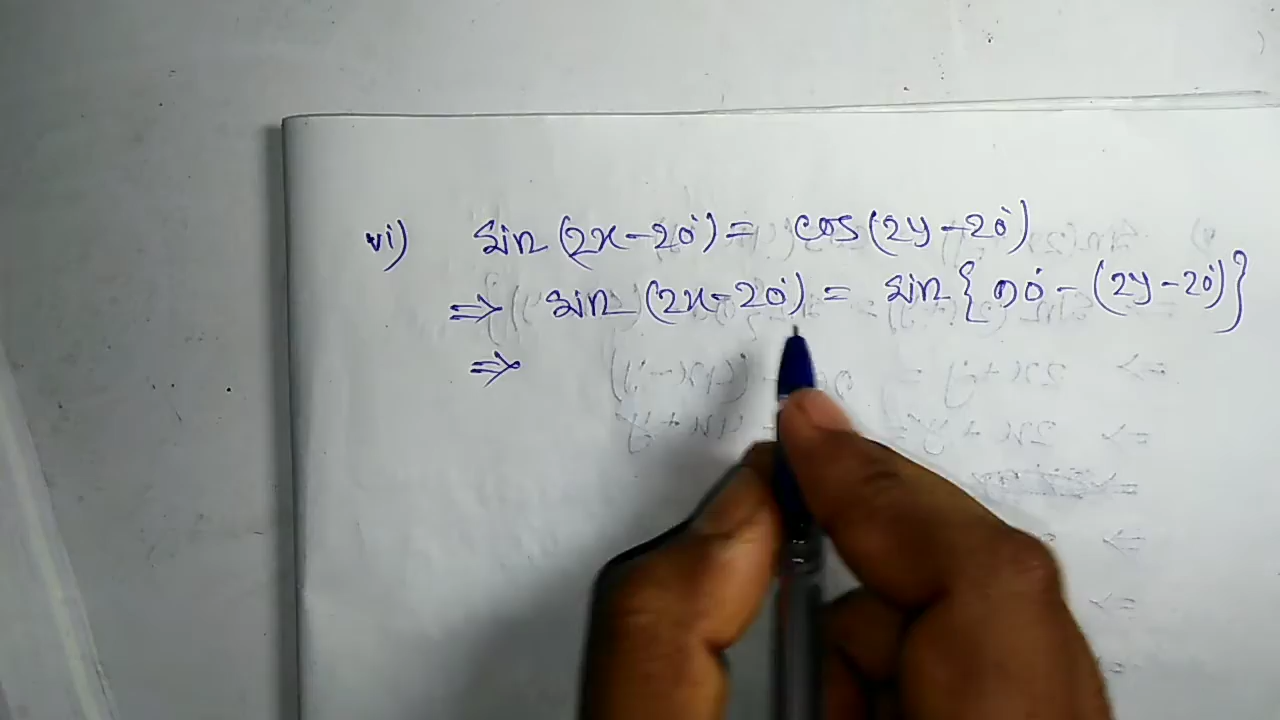 vi) sin (2x-20°) = cos (2y-20°)
⇒ sin (2x-20°) = sin { 90° - (2y-20°) }
⇒